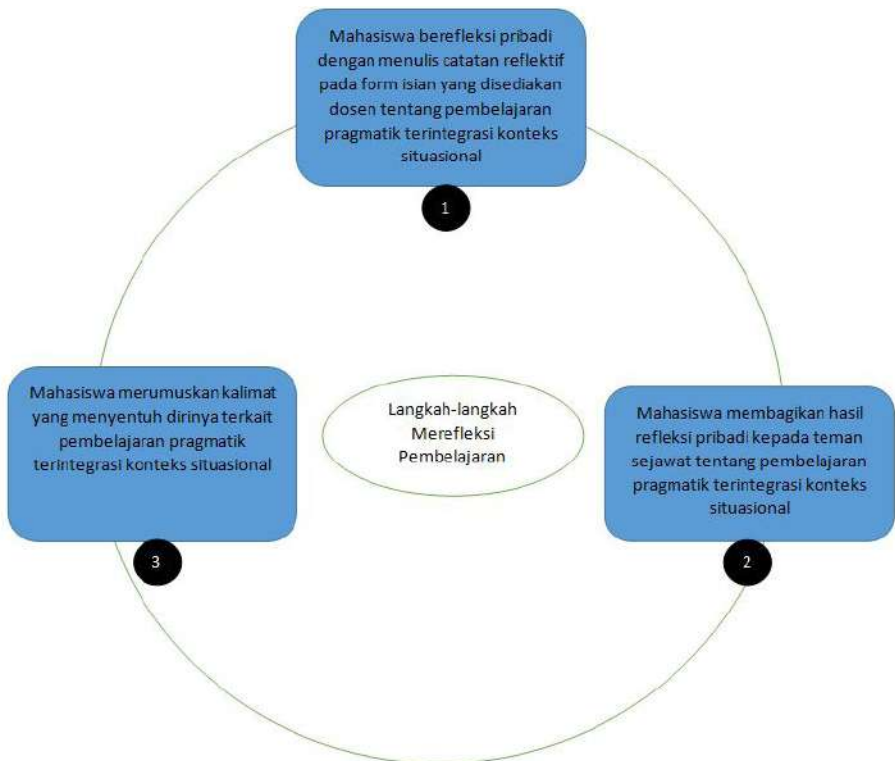 Mahasiswa berefleksi pribadi
dengan menulis catatan reflektif
pada form isian yang disediakan
dosen tentang pembelajaran
pragmatik terintegrasi konteks
situasional
1
Langkah-langkah
Merefleksi
Pembelajaran
Mahasiswa membagikan hasil
refleksi pribadi kepada teman
sejawat tentang pembelajaran
pragmatik terintegrasi konteks
situasional
2
Mahasiswa merumuskan kalimat
yang menyentuh dirinya terkait
pembelajaran pragmatik
terintegrasi konteks situasional
3